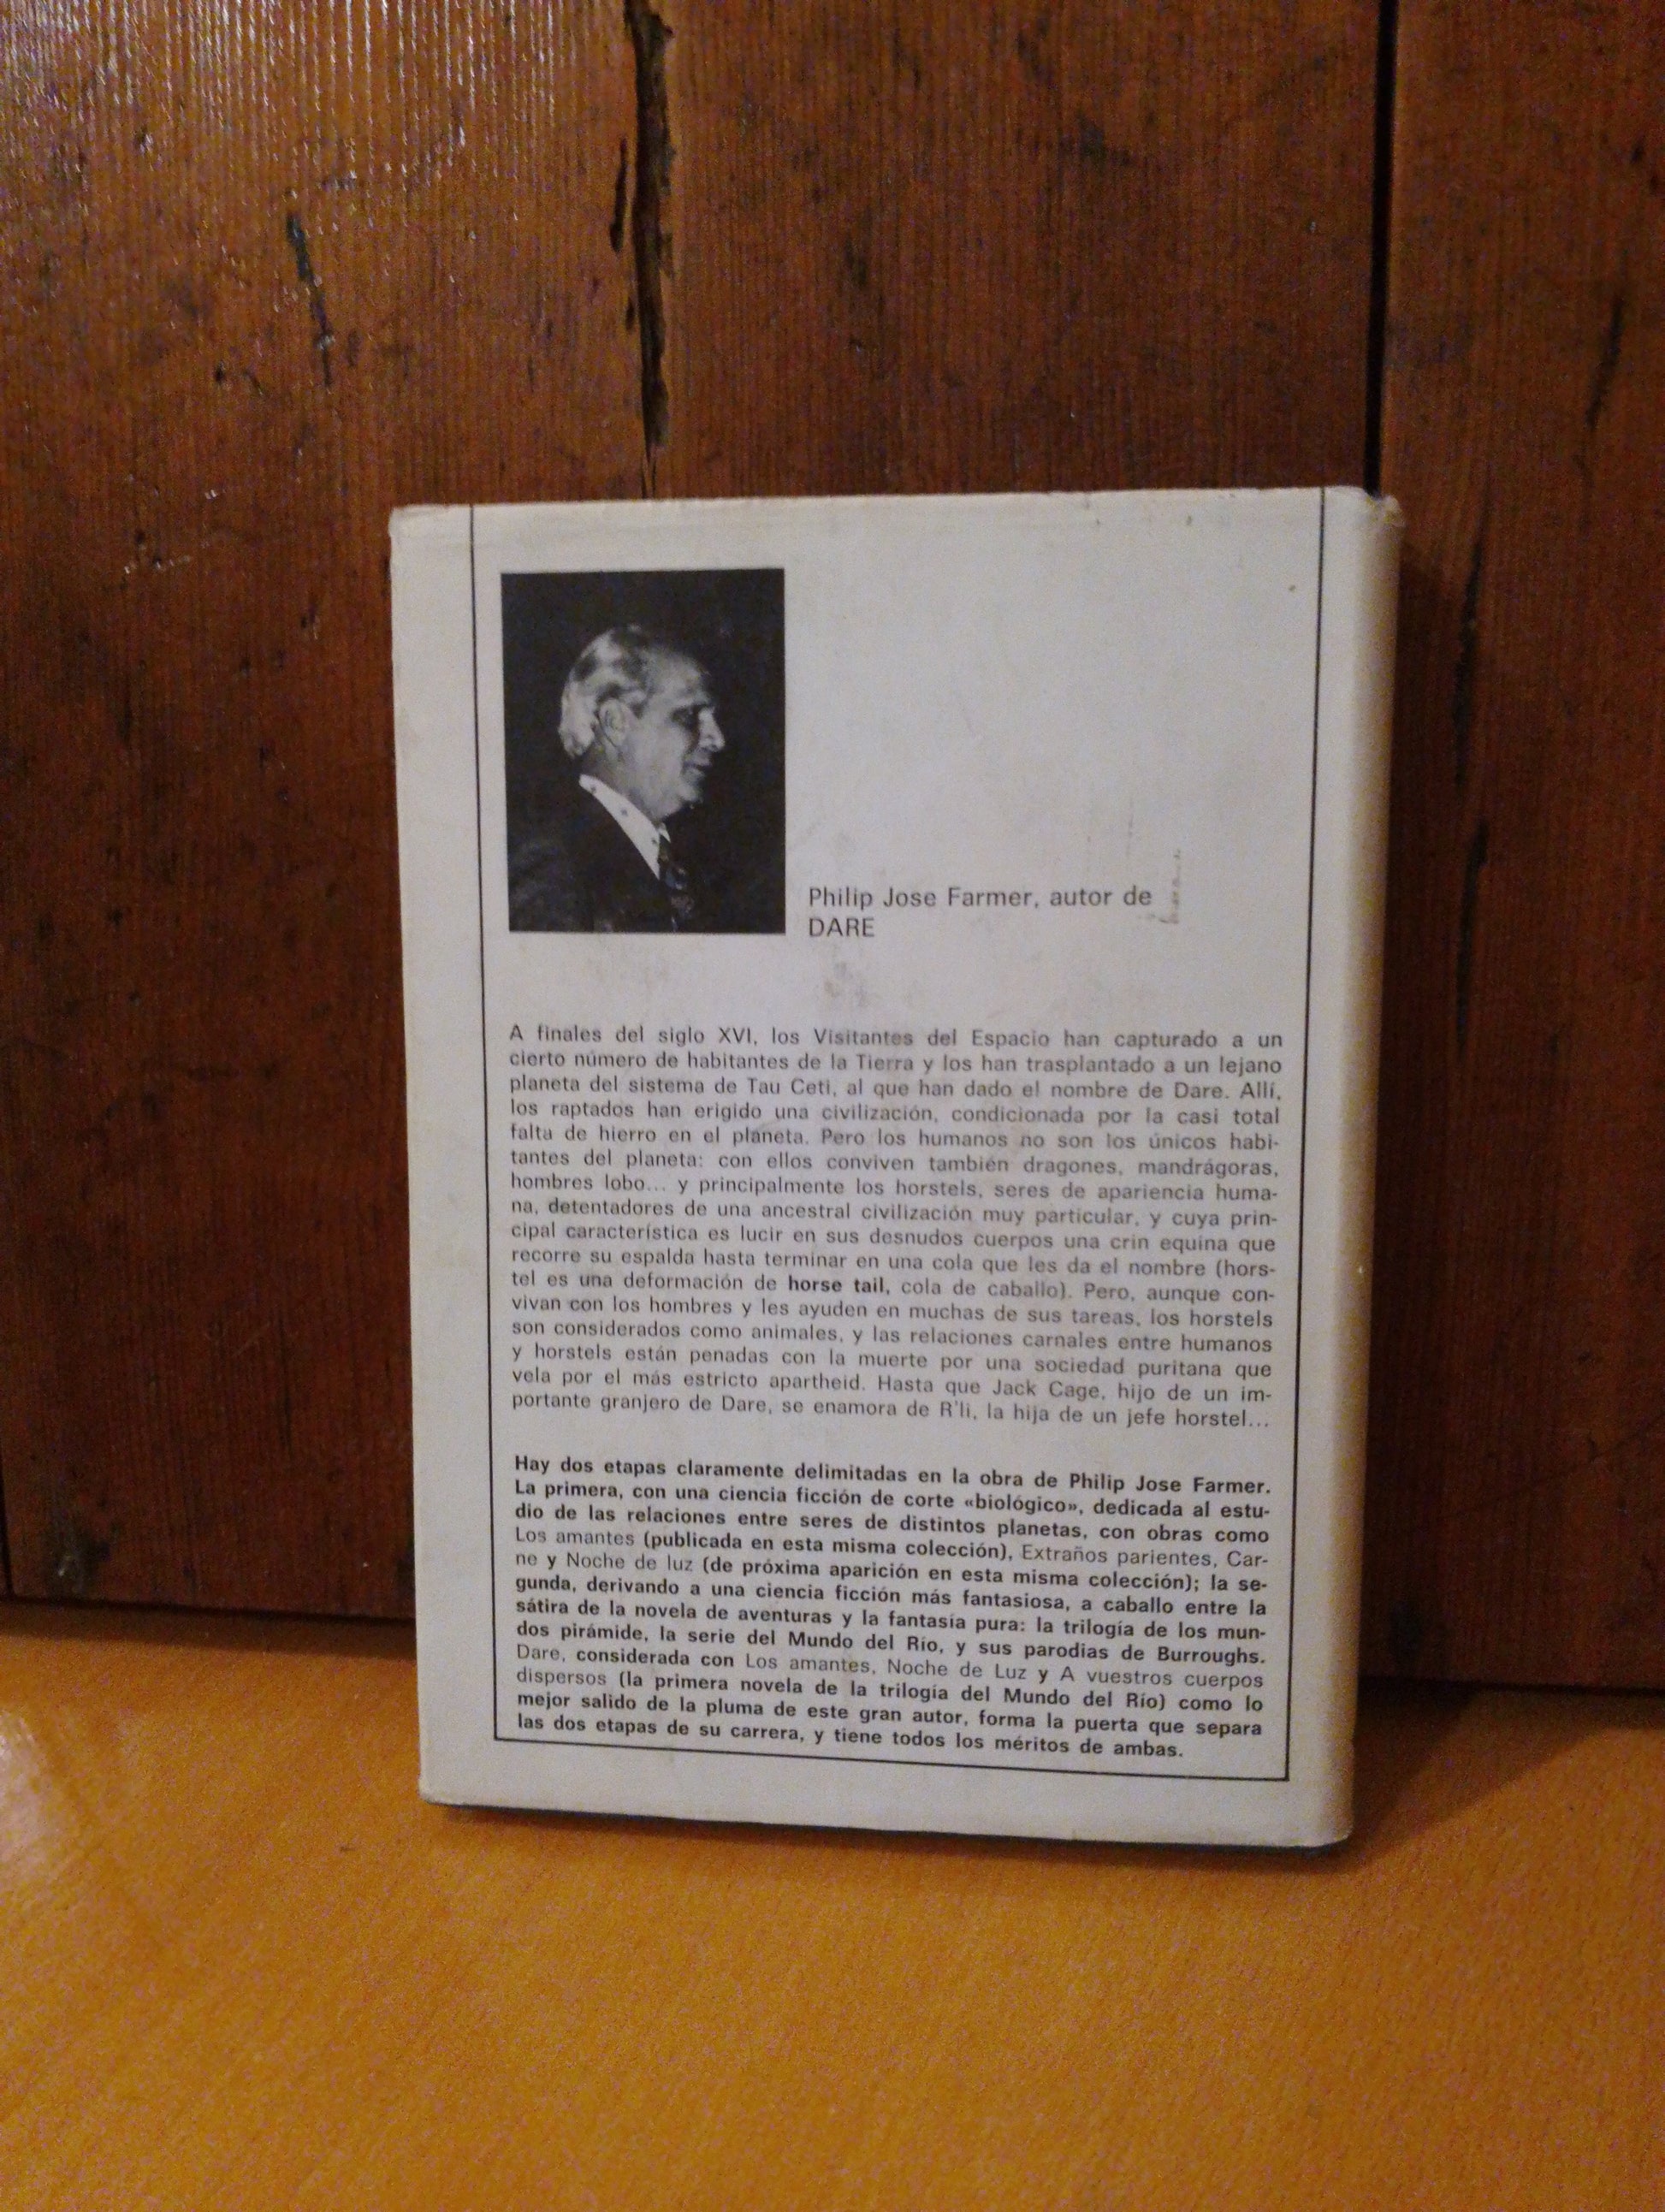 Philip Jose Farmer, autor de
DARE
A finales del siglo XVI, los Visitantes del Espacio han capturado a un
cierto número de habitantes de la Tierra y los han trasplantado a un lejano
planeta del sistema de Tau Ceti, al que han dado el nombre de Dare. Allí,
los raptados han erigido una civilización, condicionada por la casi total
falta de hierro en el planeta. Pero los humanos no son los únicos habi-
tantes del planeta: con ellos conviven también dragones, mandrágoras,
hombres lobo... y principalmente los horstels, seres de apariencia huma-
na, detentadores de una ancestral civilización muy particular, y cuya prin-
cipal característica es lucir en sus desnudos cuerpos una crin equina que
recorre su espalda hasta terminar en una cola que les da el nombre (hors-
tel es una deformación de horse tail, cola de caballo). Pero, aunque con-
vivan con los hombres y les ayuden en muchas de sus tareas, los horstels
son considerados como animales, y las relaciones carnales entre humanos
y horstels están penadas con la muerte por una sociedad puritana que
vela por el más estricto apartheid. Hasta que Jack Cage, hijo de un im-
portante granjero de Dare, se enamora de R'li, la hija de un jefe horstel...
Hay dos etapas claramente delimitadas en la obra de Philip Jose Farmer.
La primera, con una ciencia ficción de corte «biológico», dedicada al estu-
dio de las relaciones entre seres de distintos planetas, con obras como
Los amantes (publicada en esta misma colección), Extraños parientes, Car-
ne y Noche de luz (de próxima aparición en esta misma colección); la se-
gunda, derivando a una ciencia ficción más fantasiosa, a caballo entre la
sátira de la novela de aventuras y la fantasía pura: la trilogía de los mun-
dos pirámide, la serie del Mundo del Río, y sus parodias de Burroughs.
Dare, considerada con Los amantes, Noche de Luz y A vuestros cuerpos
dispersos (la primera novela de la trilogía del Mundo del Río) como lo
mejor salido de la pluma de este gran autor, forma la puerta que separa
las dos etapas de su carrera, y tiene todos los méritos de ambas.